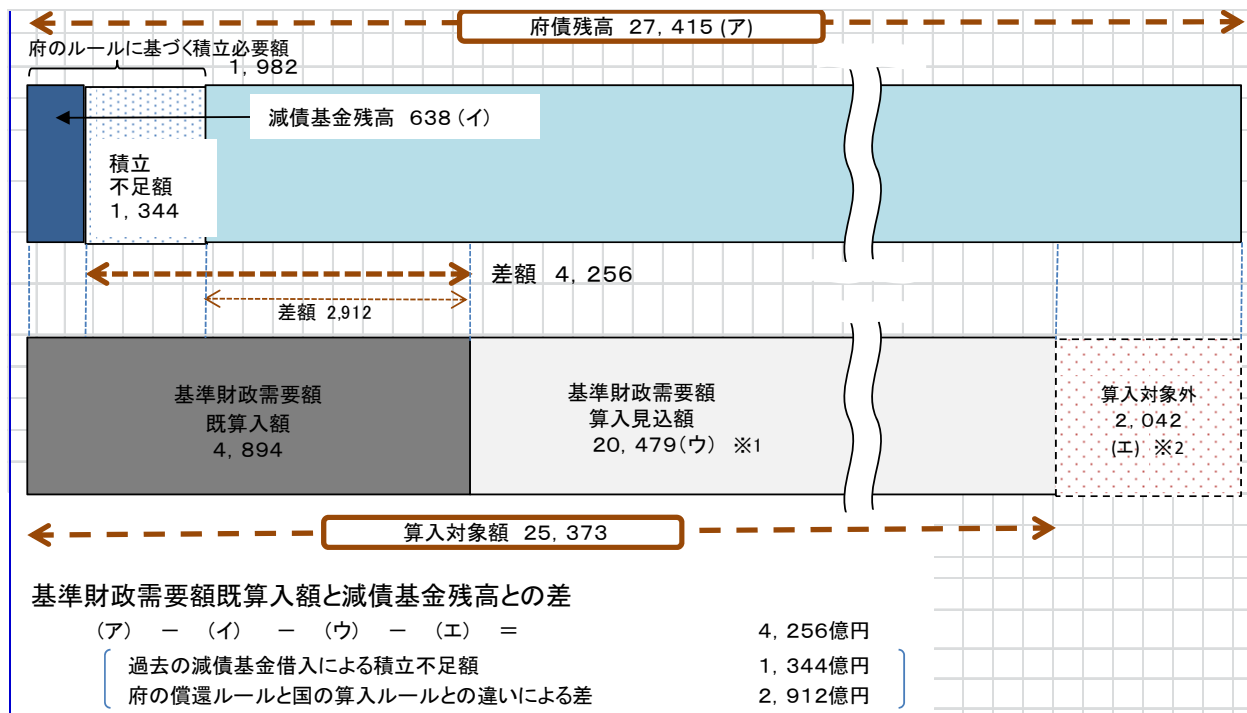 府債残高 27,415 (ア)
府のルールに基づく積立必要額
1,982
減債基金残高 638 (イ)
積立
不足額
1,344
差額 4,256
差額 2,912
基準財政需要額
既算入額
4,894
基準財政需要額
算入見込額
20,479(ウ) ※1
算入対象外
2,042
(エ) ※2
算入対象額 25,373
基準財政需要額既算入額と減債基金残高との差
(ア) － (イ) － (ウ) － (エ) ＝ 4,256億円
過去の減債基金借入による積立不足額 1,344億円
府の償還ルールと国の算入ルールとの違いによる差 2,912億円